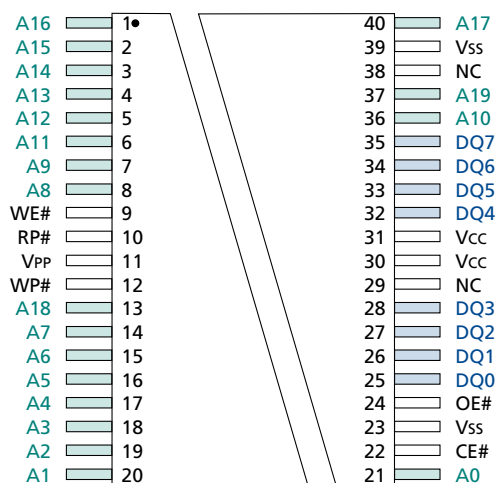 A16 1 40 A17
A15 2 39 Vss
A14 3 38 NC
A13 4 37 A19
A12 5 36 A10
A11 6 35 DQ7
A9 7 34 DQ6
A8 8 33 DQ5
WE# 9 32 DQ4
RP# 10 31 Vcc
VPP 11 30 Vcc
WP# 12 29 NC
A18 13 28 DQ3
A7 14 27 DQ2
A6 15 26 DQ1
A5 16 25 DQ0
A4 17 24 OE#
A3 18 23 Vss
A2 19 22 CE#
A1 20 21 A0